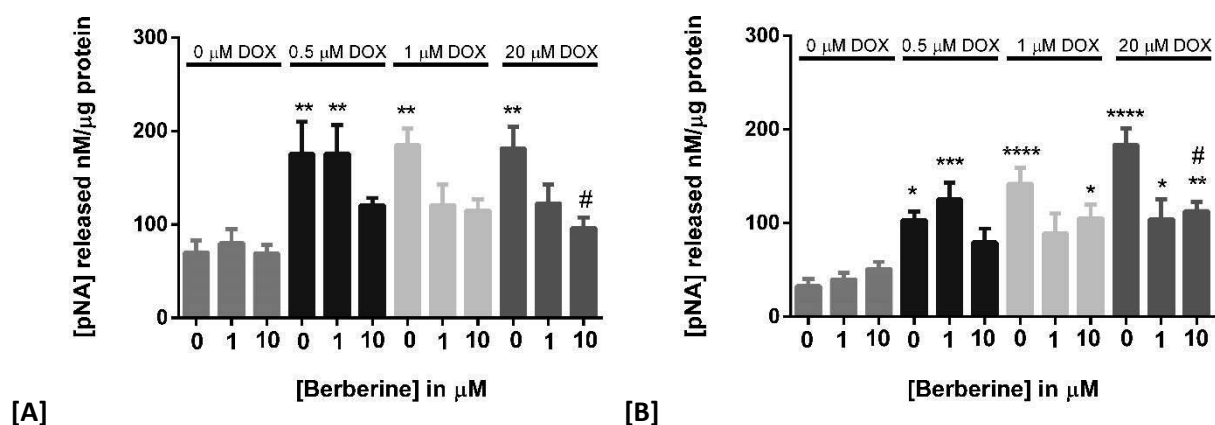 300
200
100
0
[pNA] released nM/μg protein
0 μM DOX 0.5 μM DOX 1 μM DOX 20 μM DOX
** ** ** **
#
0 1 10 0 1 10 0 1 10 0 1 10
[Berberine] in μM
[A]
300
200
100
0
[pNA] released nM/μg protein
0 μM DOX 0.5 μM DOX 1 μM DOX 20 μM DOX
* *** **** * **** * #
**
0 1 10 0 1 10 0 1 10 0 1 10
[Berberine] in μM
[B]